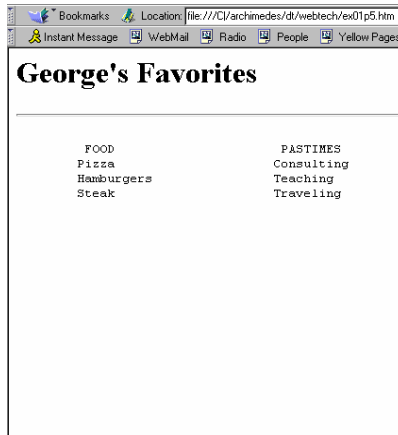 Bookmarks Location: file:///C|/archimedes/dt/webtech/ex01p5.htm
Instant Message WebMail Radio People Yellow Pages
George's Favorites
FOOD PASTIMES
Pizza Consulting
Hamburgers Teaching
Steak Traveling